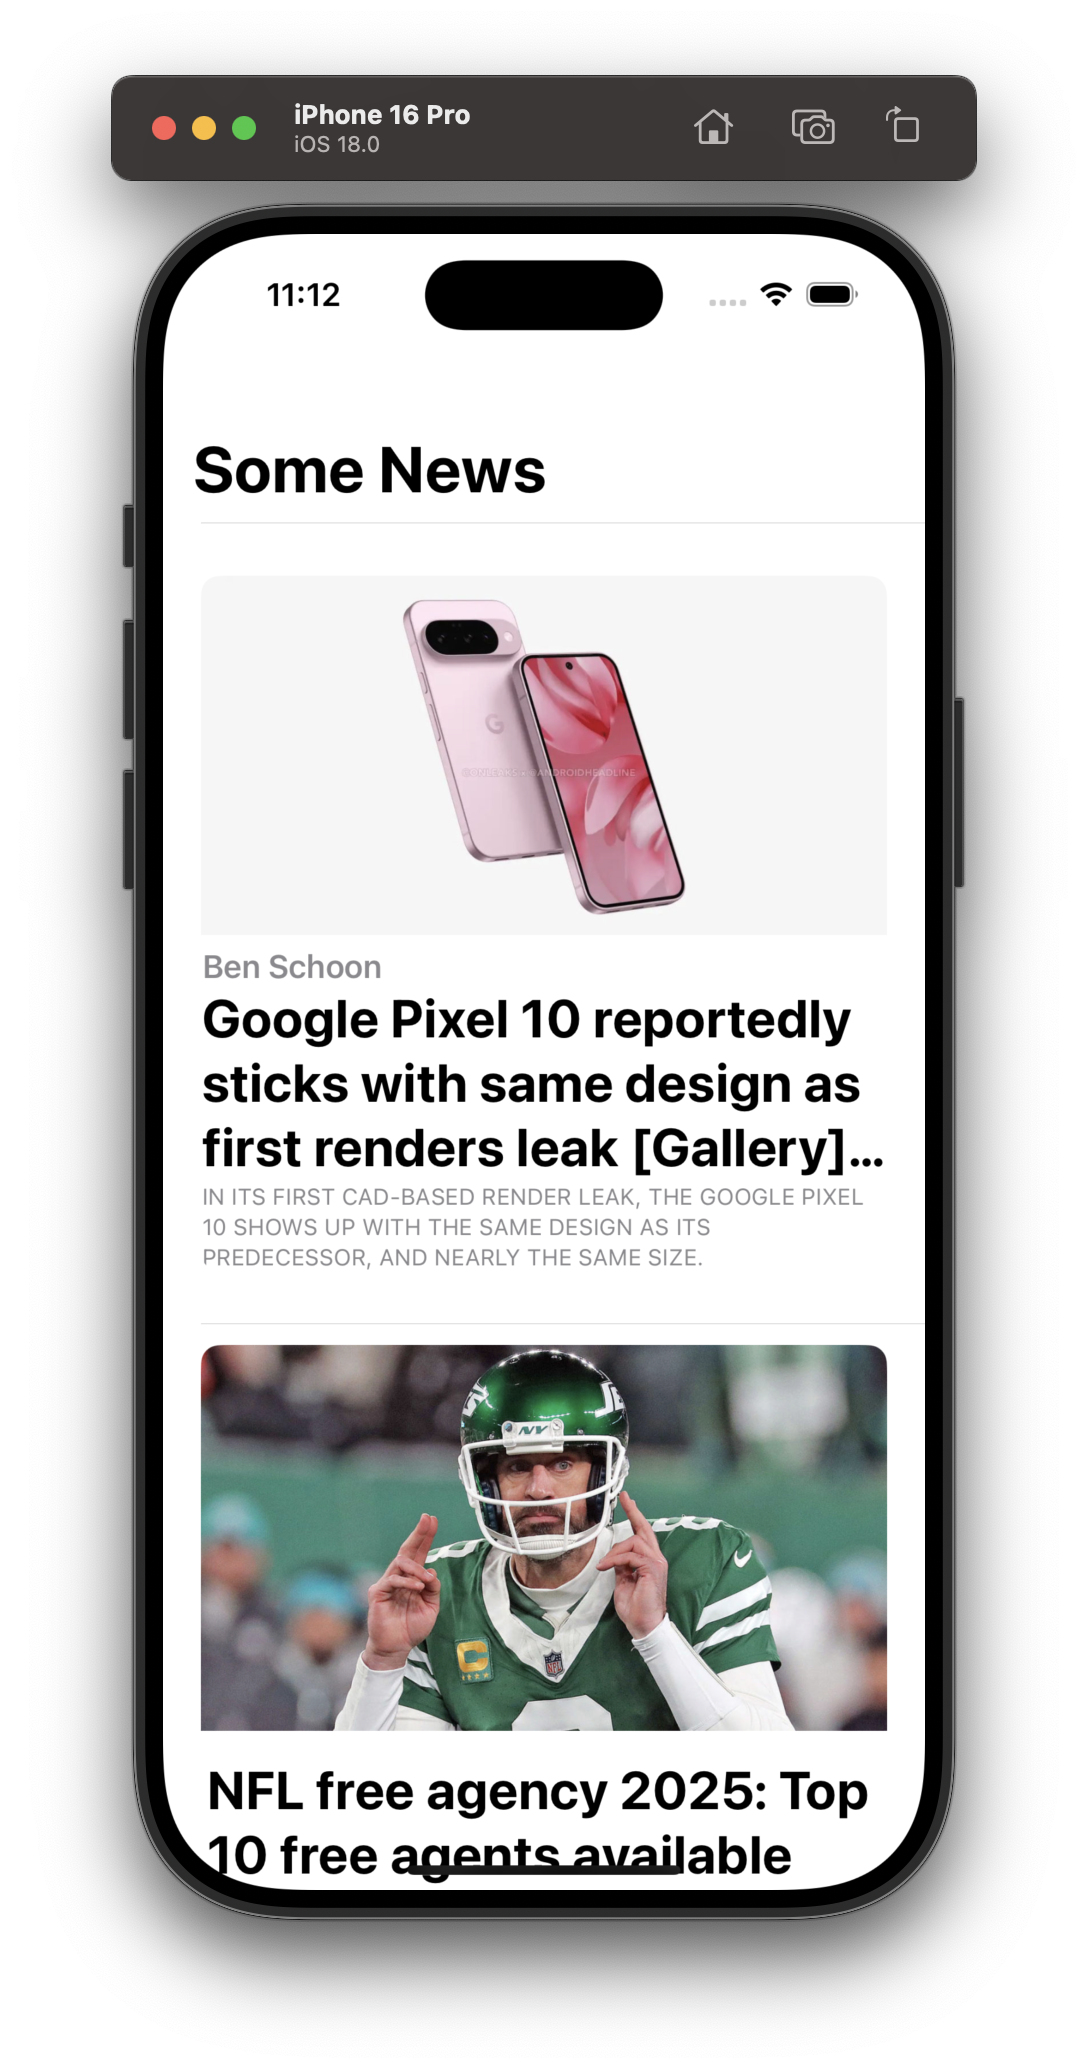 iPhone 16 Pro
iOS 18.0
11:12
Some News
G
@ONLEAKS × @ANDROIDHEADLINE
Ben Schoon
Google Pixel 10 reportedly
sticks with same design as
first renders leak [Gallery]...
IN ITS FIRST CAD-BASED RENDER LEAK, THE GOOGLE PIXEL
10 SHOWS UP WITH THE SAME DESIGN AS ITS
PREDECESSOR, AND NEARLY THE SAME SIZE.
NY
C
NFL
NFL free agency 2025: Top
10 free agents available